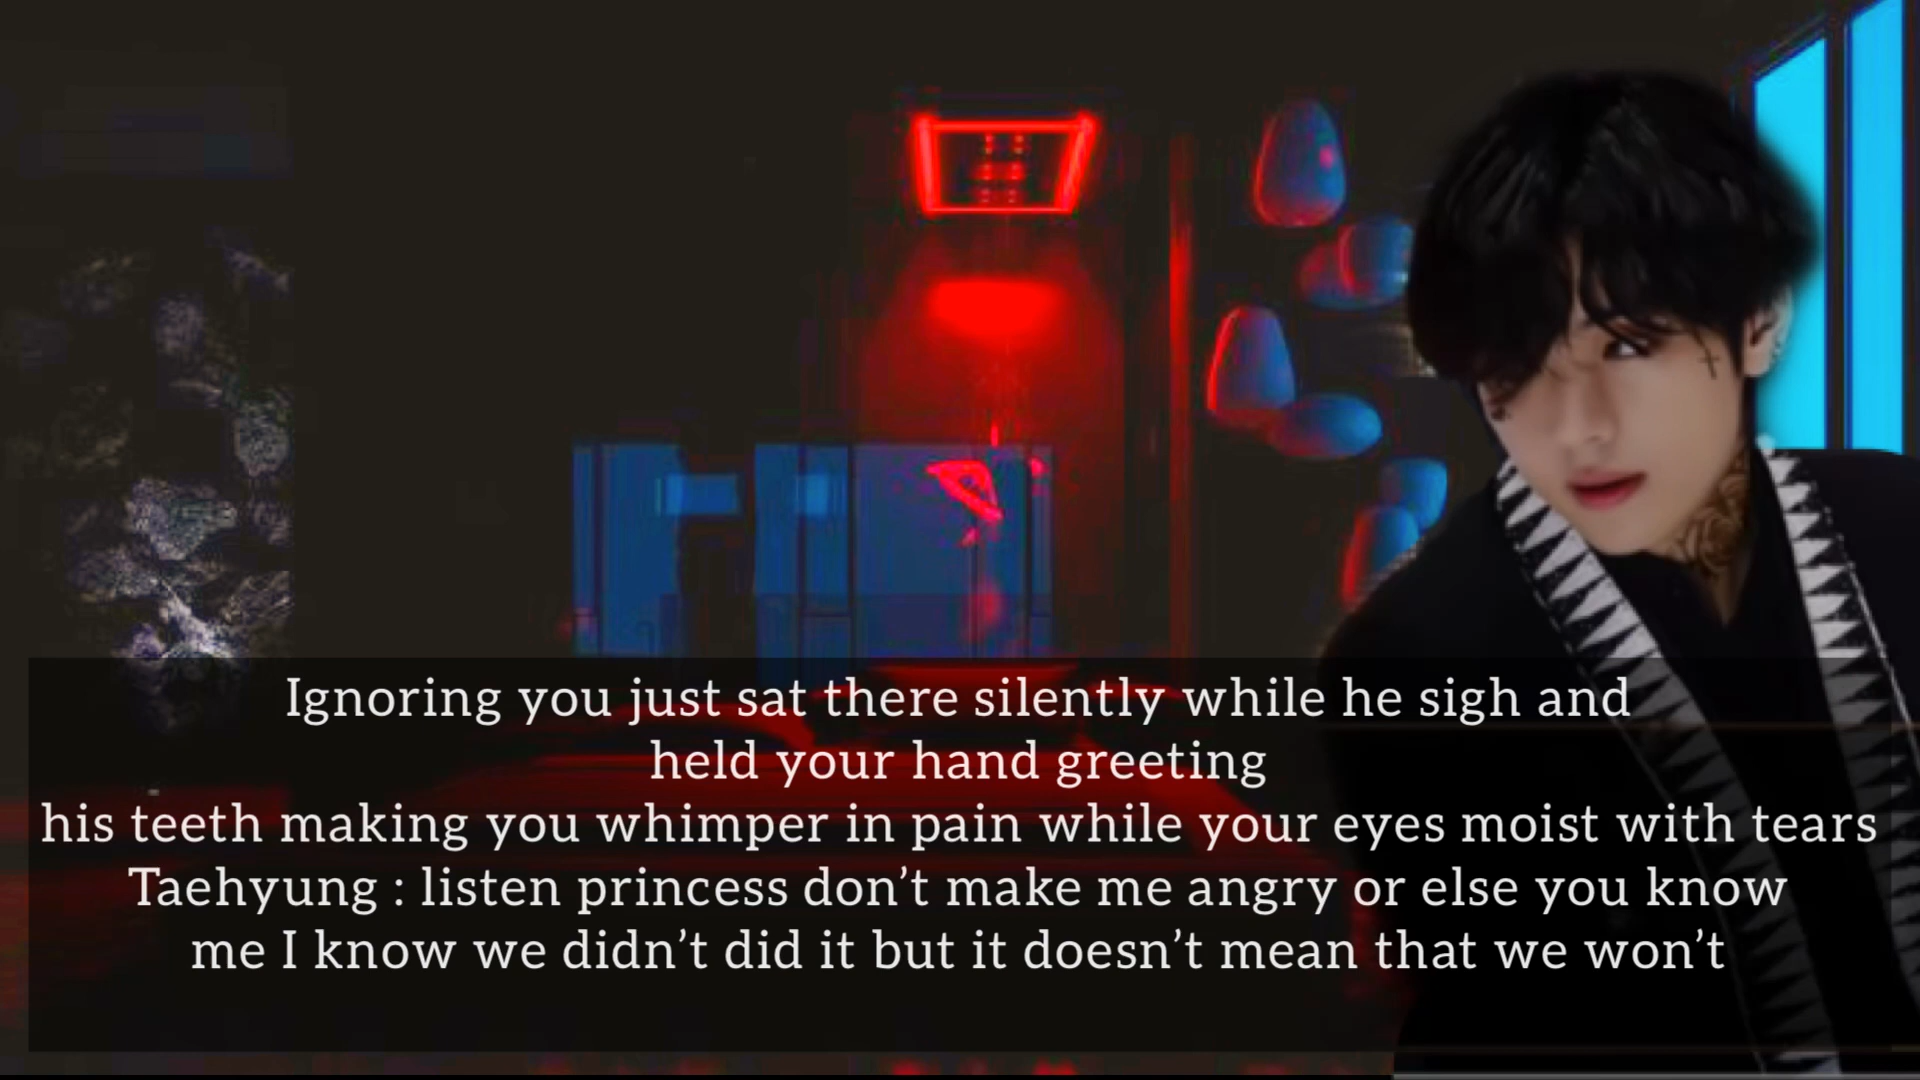 Ignoring you just sat there silently while he sigh and
held your hand greeting
his teeth making you whimper in pain while your eyes moist with tears
Taehyung : listen princess don’t make me angry or else you know
me I know we didn’t did it but it doesn’t mean that we won’t